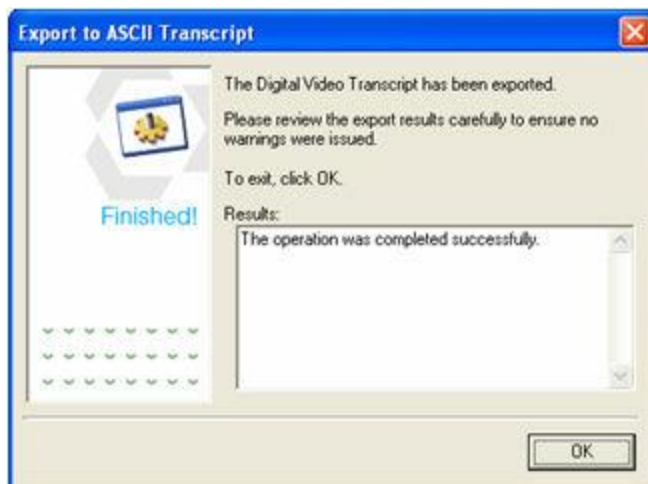 Export to ASCII Transcript
The Digital Video Transcript has been exported.
Please review the export results carefully to ensure no
warnings were issued.
To exit, click OK.
Finished!
Results:
The operation was completed successfully.
OK